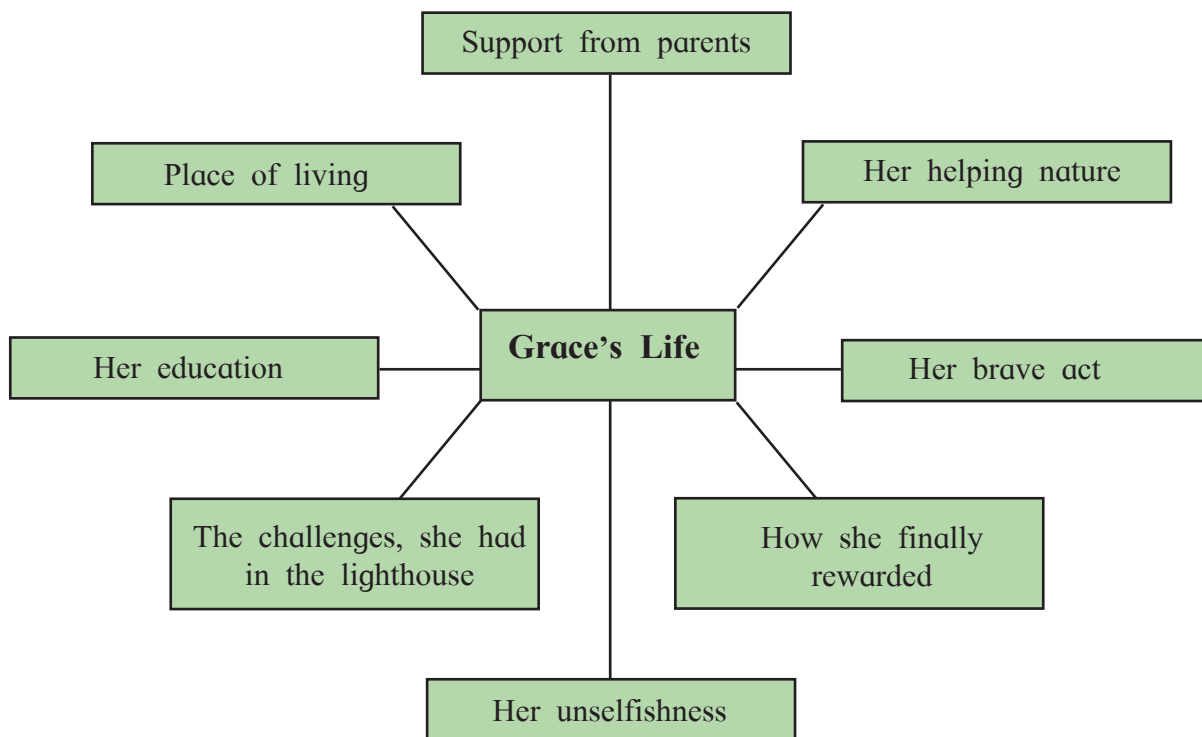 Support from parents
Place of living
Her helping nature
Grace's Life
Her education
Her brave act
The challenges, she had
in the lighthouse
How she finally
rewarded
Her unselfishness